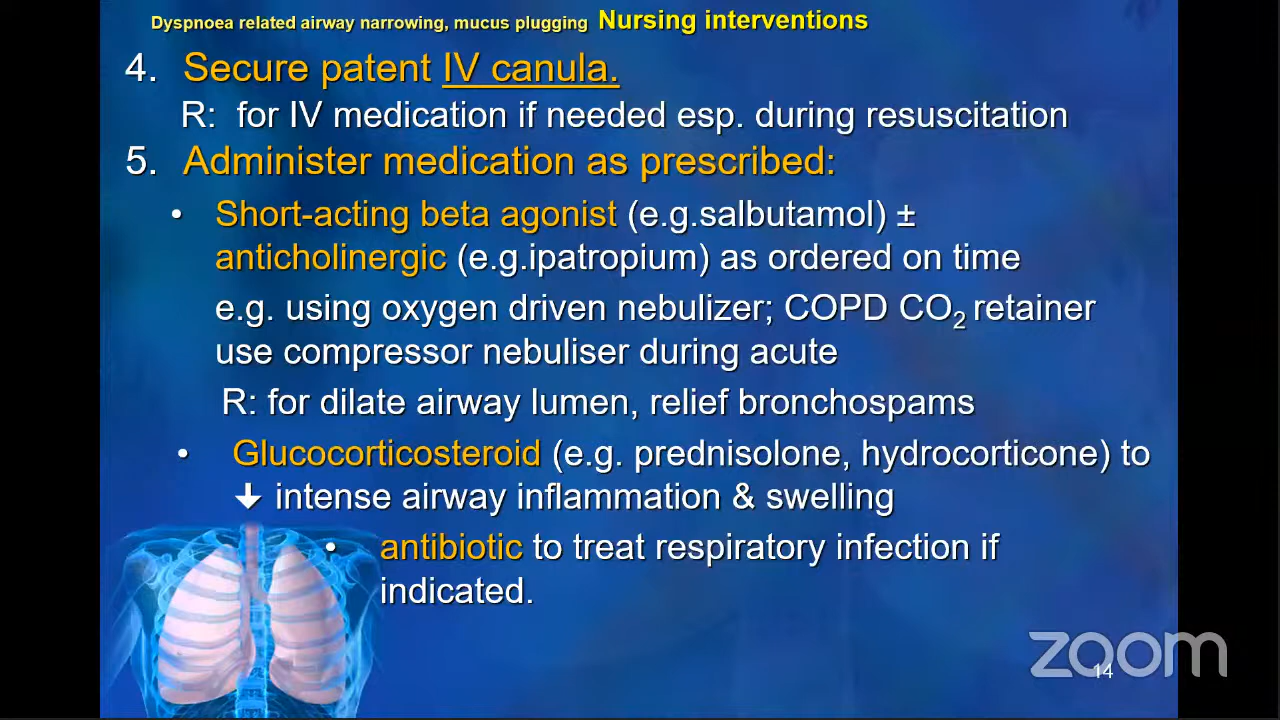 Dyspnoea related airway narrowing, mucus plugging Nursing interventions
4. Secure patent IV canula.
R: for IV medication if needed esp. during resuscitation
5. Administer medication as prescribed:
• Short-acting beta agonist (e.g.salbutamol) ±
anticholinergic (e.g.ipatropium) as ordered on time
e.g. using oxygen driven nebulizer; COPD CO₂ retainer
use compressor nebuliser during acute
R: for dilate airway lumen, relief bronchospams
• Glucocorticosteroid (e.g. prednisolone, hydrocorticone) to
🡇 intense airway inflammation & swelling
• antibiotic to treat respiratory infection if
indicated.
zoom
14